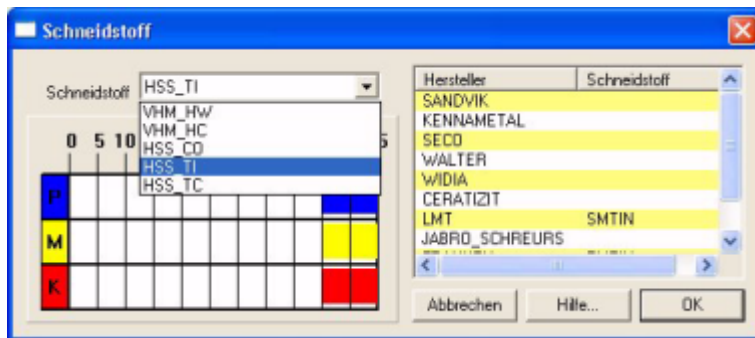 Schneidstoff
Schneidstoff HSS_TI
VHM_HW
VHM_HC
HSS_CO
HSS_TI
HSS_TC
0 5 10 5
P
M
K
Hersteller Schneidstoff
SANDVIK
KENNAMETAL
SECO
WALTER
WIDIA
CERATIZIT
LMT SMTIN
JABRO_SCHREURS
Abbrechen Hilfe... OK